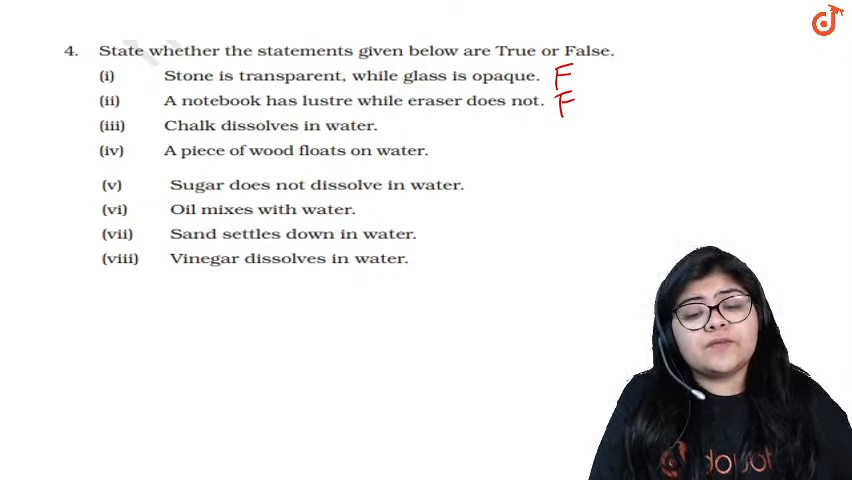 4. State whether the statements given below are True or False.
(i) Stone is transparent, while glass is opaque. F
(ii) A notebook has lustre while eraser does not. F
(iii) Chalk dissolves in water.
(iv) A piece of wood floats on water.
(v) Sugar does not dissolve in water.
(vi) Oil mixes with water.
(vii) Sand settles down in water.
(viii) Vinegar dissolves in water.